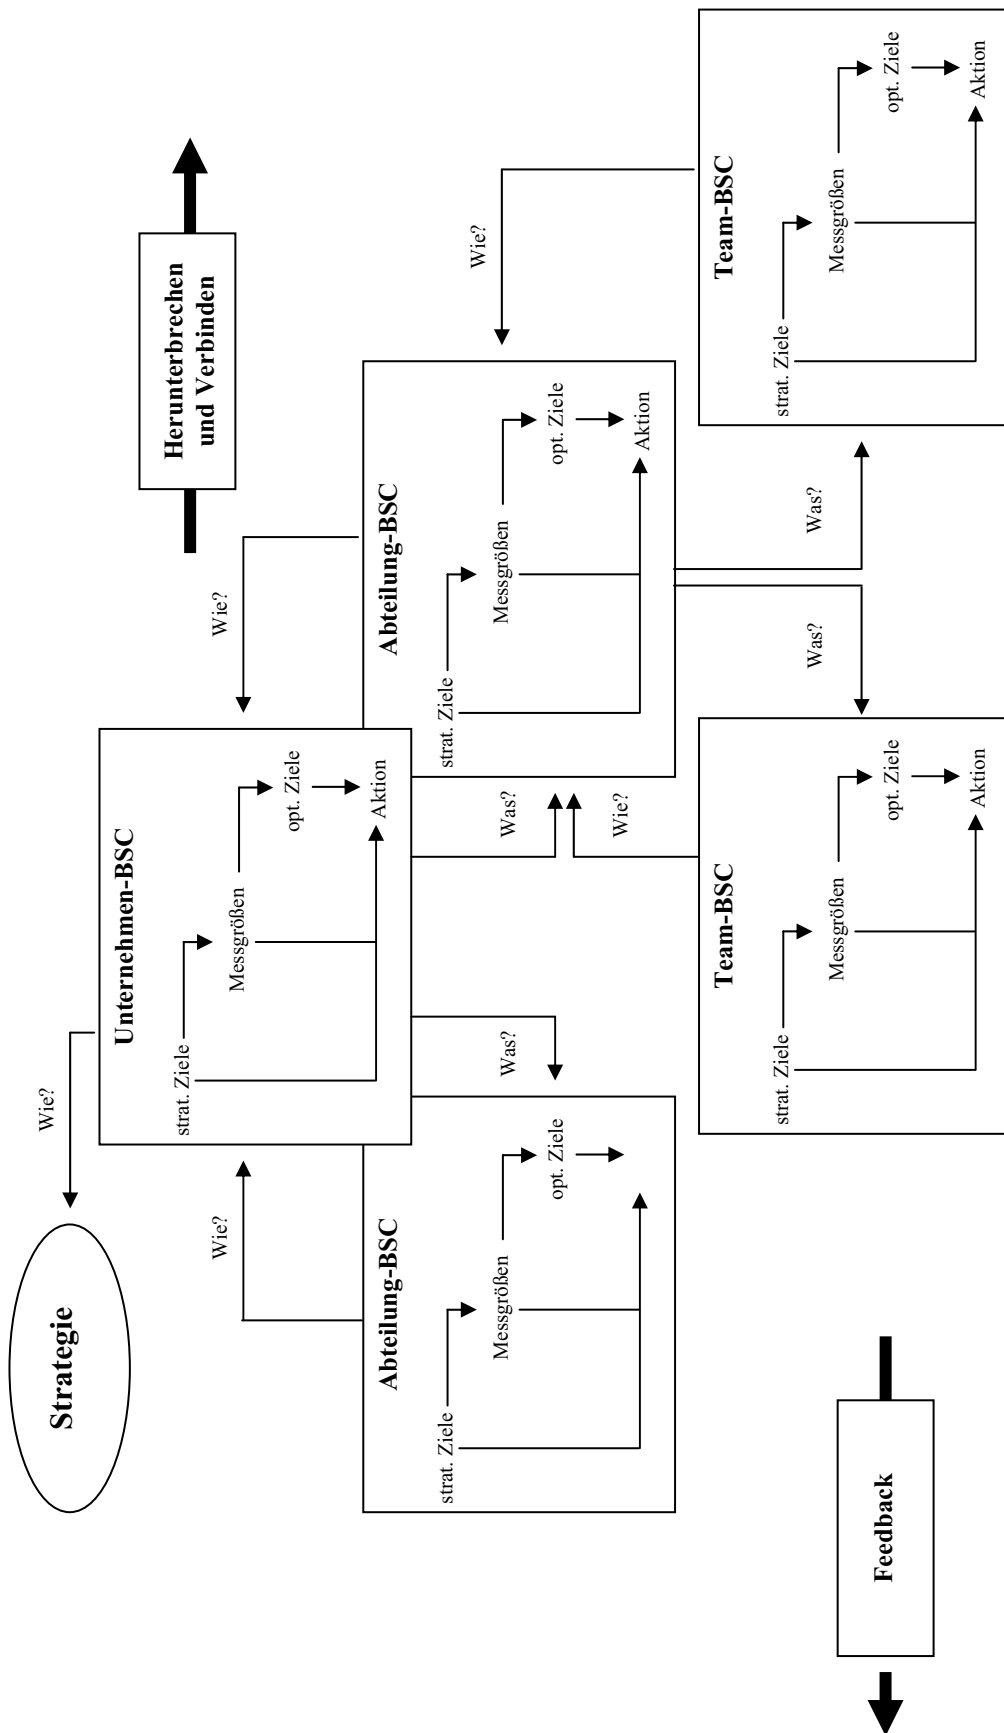 Strategie
Wie?
Unternehmen-BSC
strat. Ziele
Messgrößen
opt. Ziele
Aktion
Herunterbrechen
und Verbinden
Wie?
Wie?
Abteilung-BSC
strat. Ziele
Messgrößen
opt. Ziele
Was?
Was?
Abteilung-BSC
strat. Ziele
Messgrößen
opt. Ziele
Aktion
Wie?
Wie?
Was?
Was?
Team-BSC
strat. Ziele
Messgrößen
opt. Ziele
Aktion
Team-BSC
strat. Ziele
Messgrößen
opt. Ziele
Aktion
Feedback